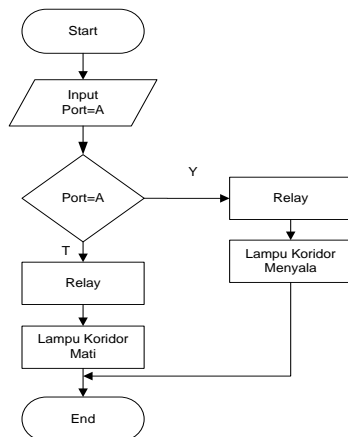 Start
Input
Port=A
Port=A
Y
Relay
Lampu Koridor
Menyala
T
Relay
Lampu Koridor
Mati
End